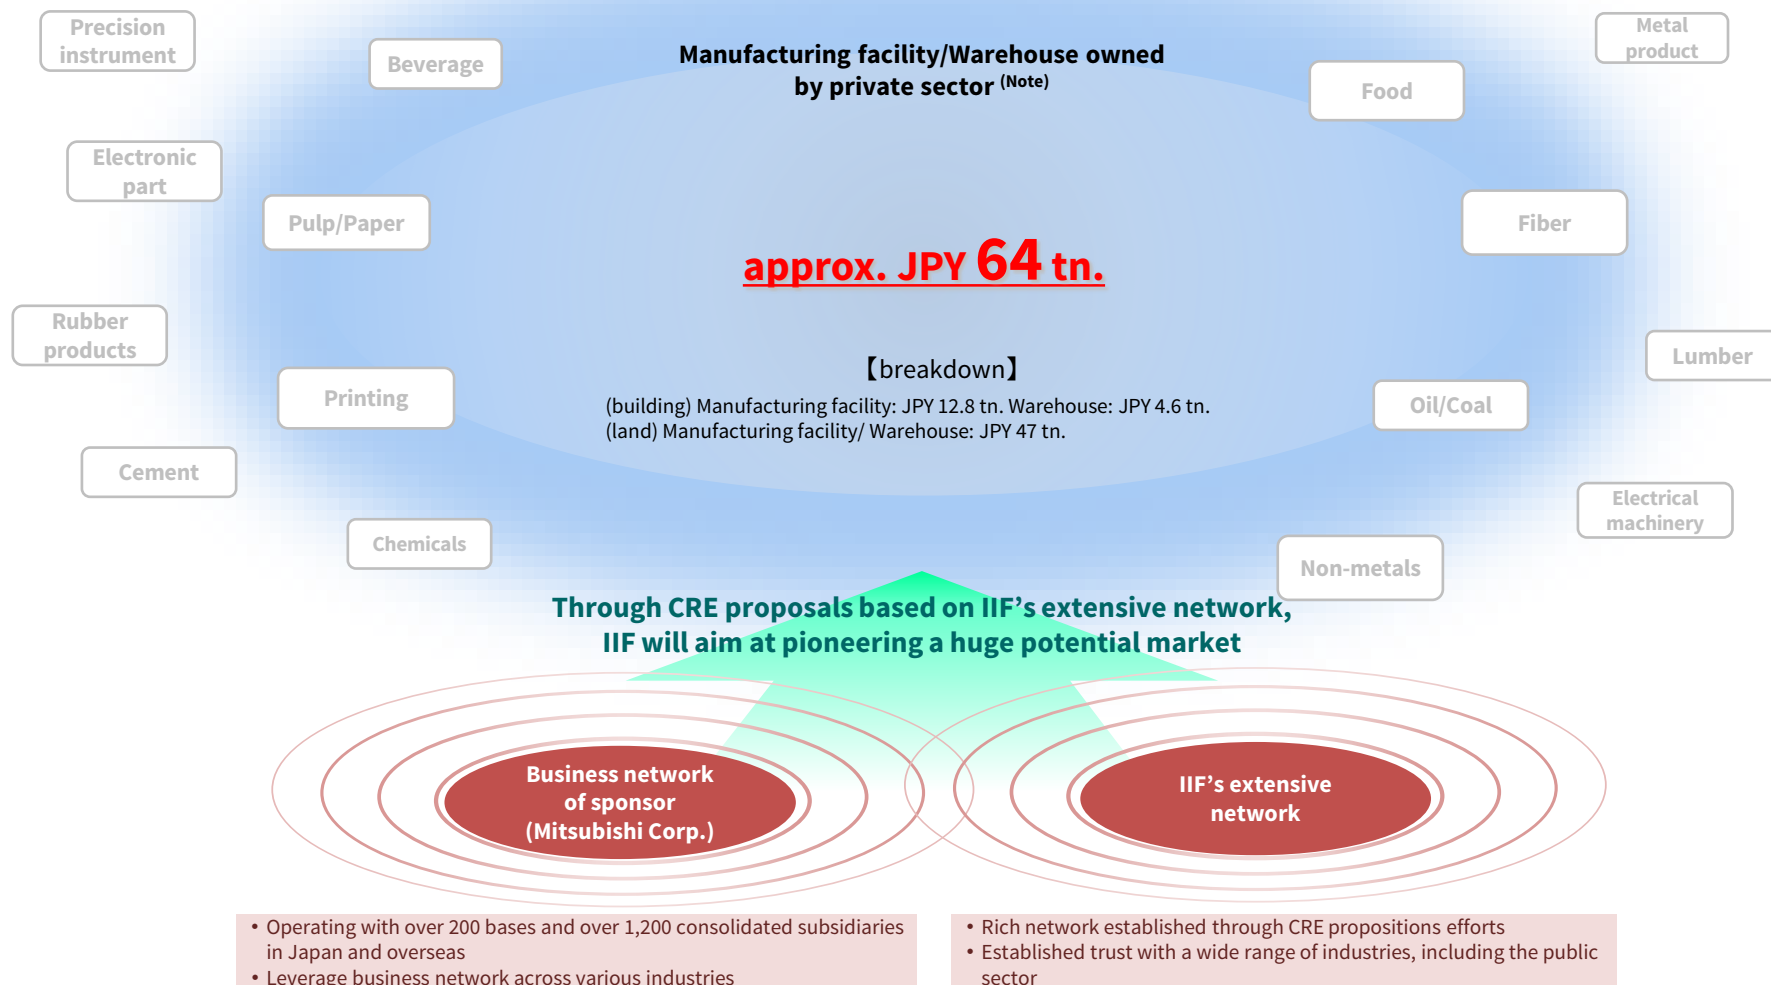 Precision
instrument
Beverage
Manufacturing facility/Warehouse owned
by private sector (Note)
Food
Metal
product
Electronic
part
Pulp/Paper
Fiber
approx. JPY 64 tn.
Rubber
products
Printing
【breakdown】
(building) Manufacturing facility: JPY 12.8 tn. Warehouse: JPY 4.6 tn.
(land) Manufacturing facility/ Warehouse: JPY 47 tn.
Oil/Coal
Lumber
Cement
Chemicals
Electrical
machinery
Non-metals
Through CRE proposals based on IIF’s extensive network,
IIF will aim at pioneering a huge potential market
Business network
of sponsor
(Mitsubishi Corp.)
IIF’s extensive
network
• Operating with over 200 bases and over 1,200 consolidated subsidiaries
in Japan and overseas
• Leverage business network across various industries
• Rich network established through CRE propositions efforts
• Established trust with a wide range of industries, including the public
sector